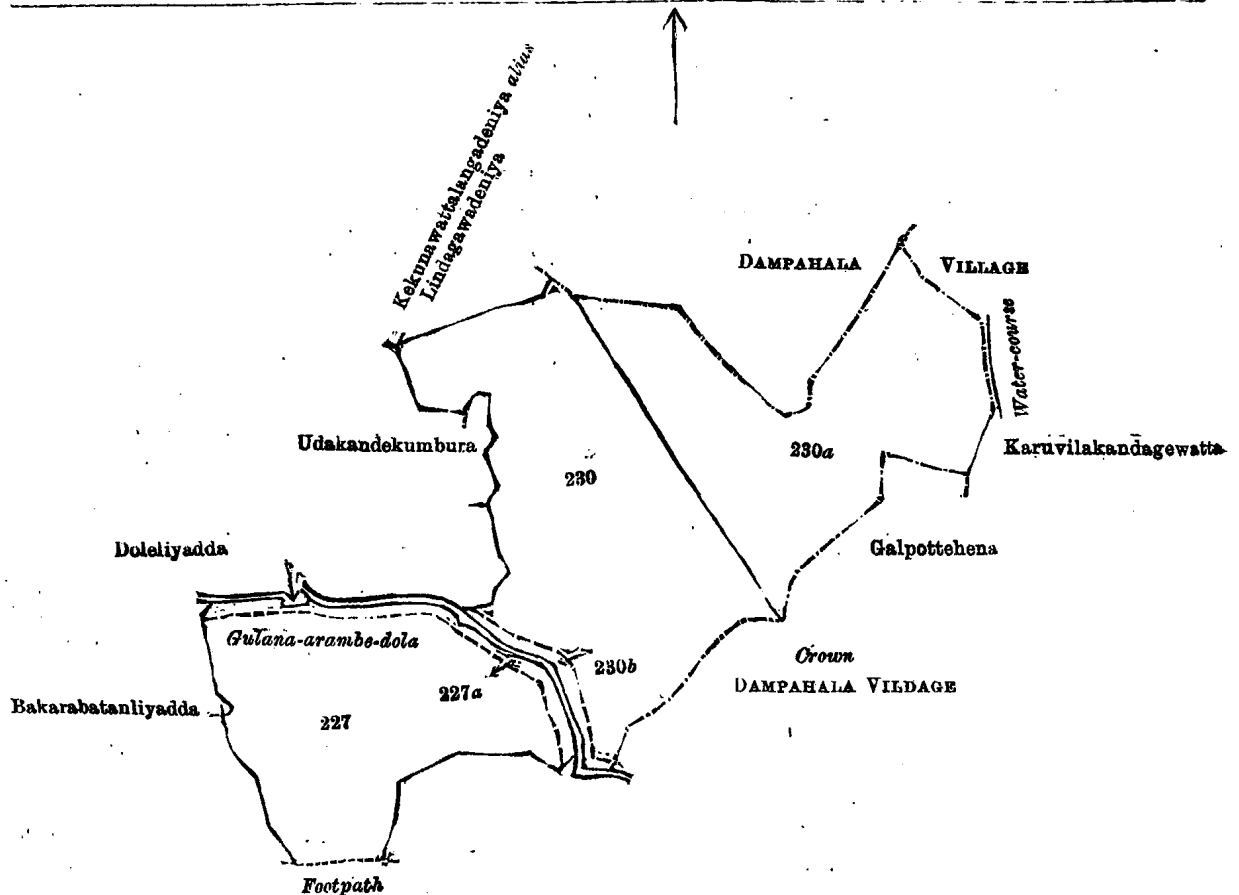 Kekunawattalangadeniya alias
Lindagawadeniya
DAMPAHALA VILLAGE
Water-course
Udakandekumbura
230
230a
Karuvilakandagewatta
Doleliyadda
Galpottehena
Gulana-arambe-dola
230b
Crown
227a
DAMPAHALA VILDAGE
Bakarabatanliyadda
227
Footpath